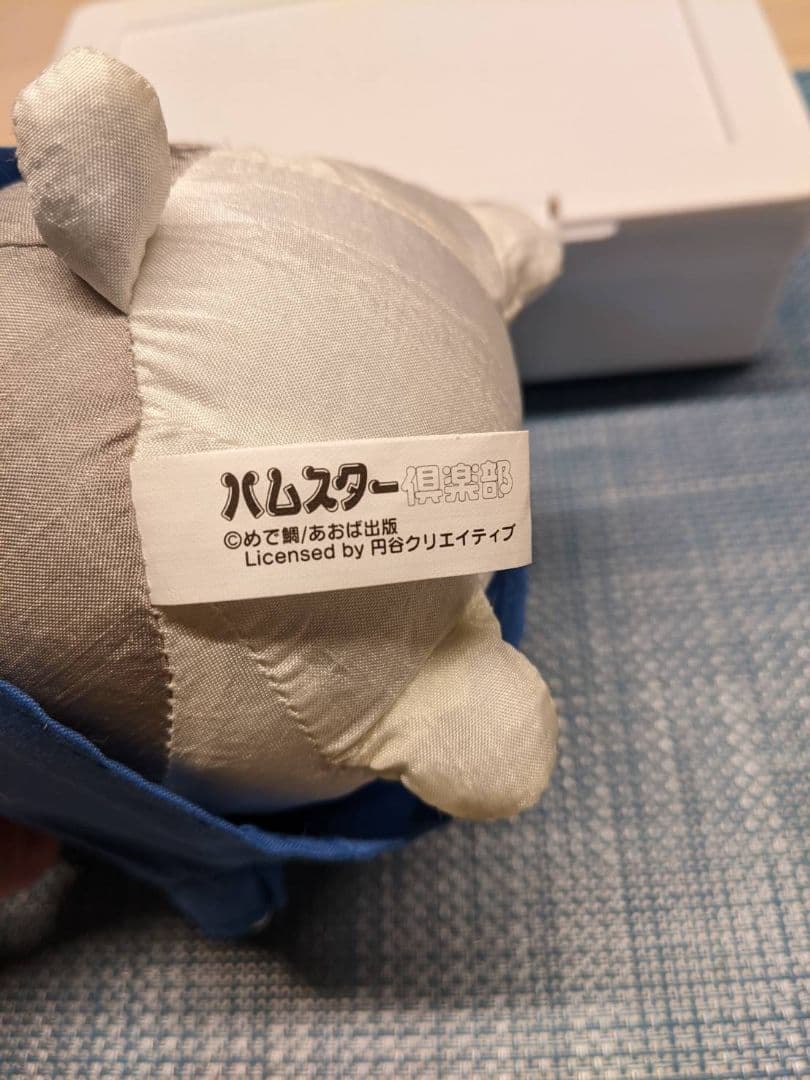 ハムスター倶楽部
©めで鯛/あおば出版
Licensed by 円谷クリエイティブ